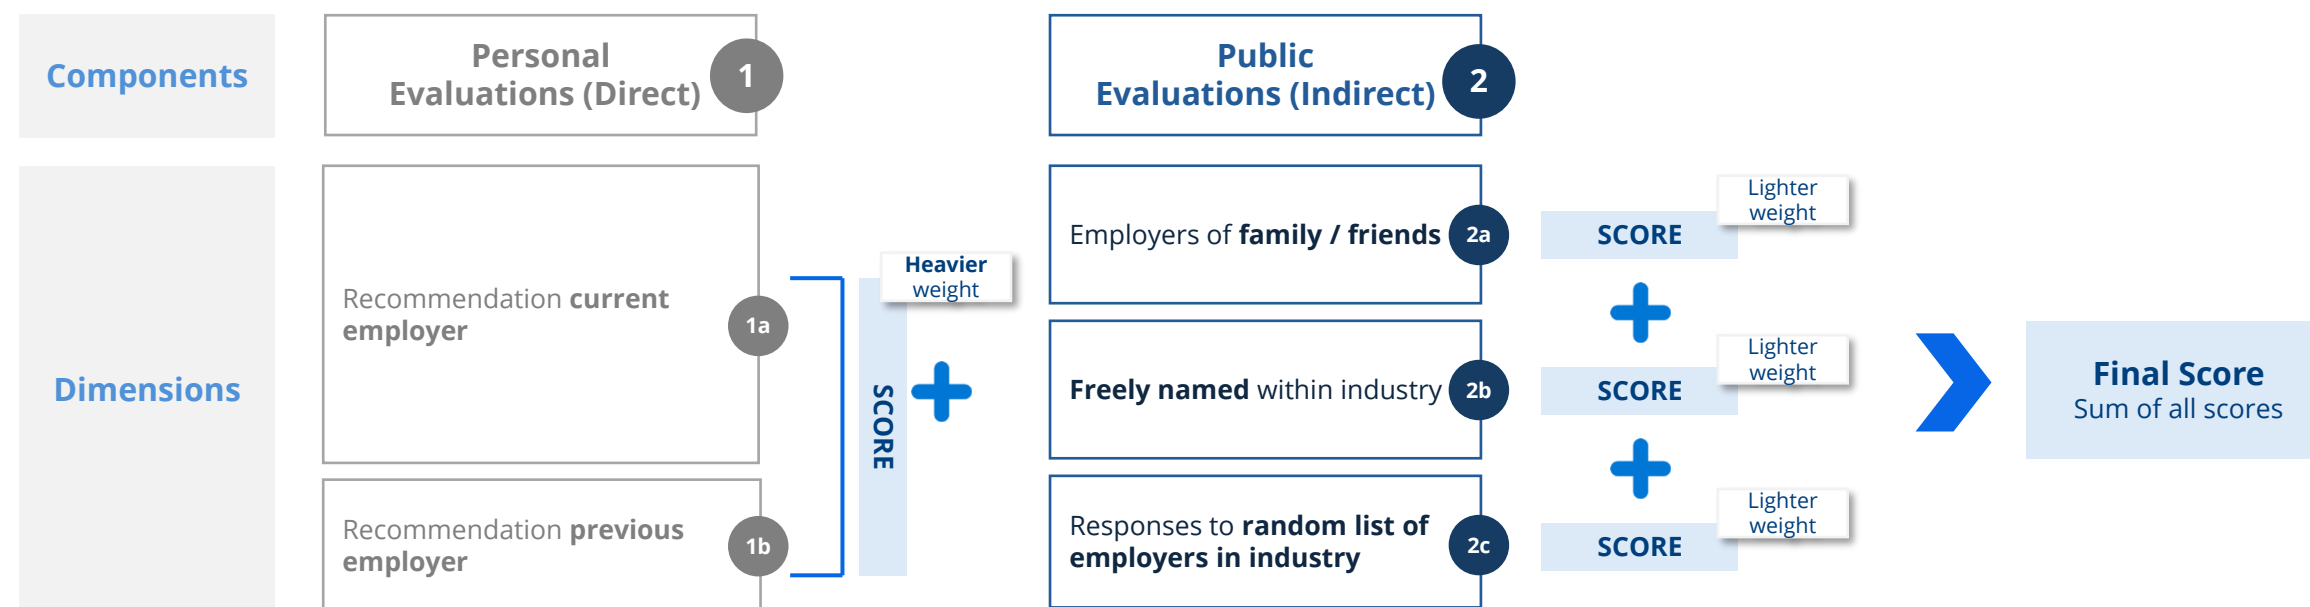 Components
Personal
Evaluations (Direct)
1
Public
Evaluations (Indirect)
2
Dimensions
Recommendation current
employer
1a
Recommendation previous
employer
1b
SCORE
Heavier
weight
Employers of family / friends
2a
SCORE
Lighter
weight
Freely named within industry
2b
SCORE
Lighter
weight
Responses to random list of
employers in industry
2c
SCORE
Lighter
weight
Final Score
Sum of all scores